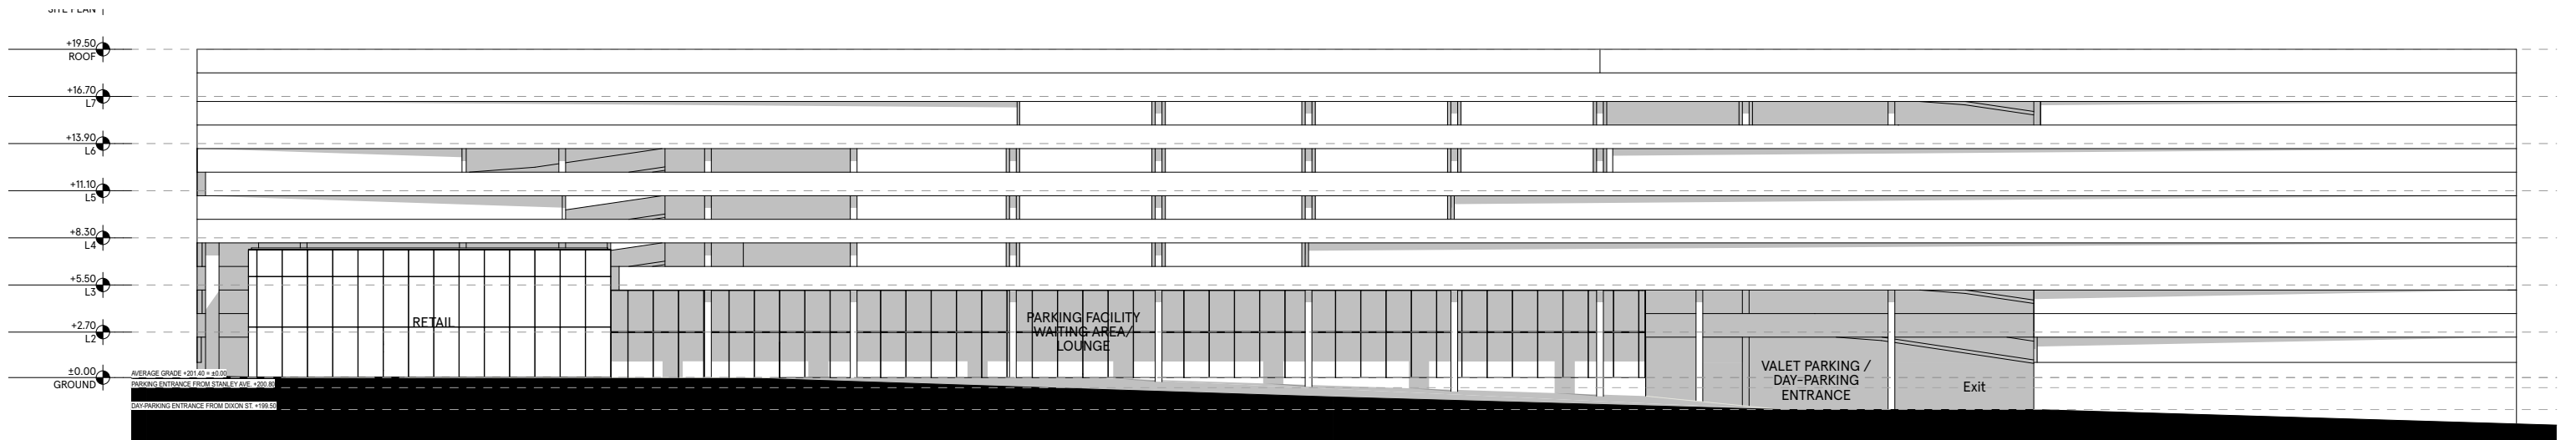 SITE PLAN
+19.50
ROOF
+16.70
L7
+13.90
L6
+11.10
L5
+8.30
L4
+5.50
L3
+2.70
L2
±0.00
GROUND
AVERAGE GRADE +201.40 = ±0.00
PARKING ENTRANCE FROM STANLEY AVE. +200.80
DAY-PARKING ENTRANCE FROM DIXON ST. +199.50
RETAIL
PARKING FACILITY
WAITING AREA/
LOUNGE
VALET PARKING /
DAY-PARKING
ENTRANCE
Exit